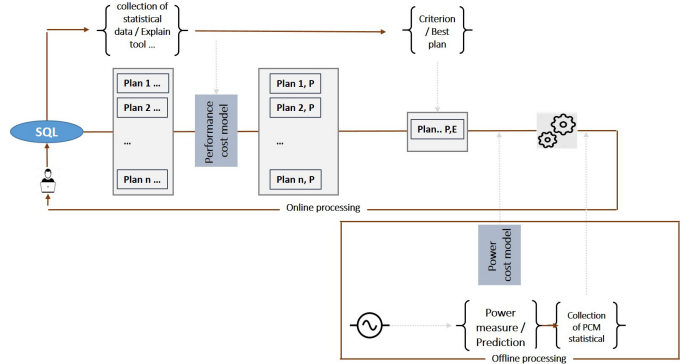 collection of
statistical
data / Explain
tool ...
Criterion
/ Best
plan
Plan 1 ...
Plan 2 ...
...
Plan n ...
Performance
cost model
Plan 1, P
Plan 2, P
...
Plan n, P
Plan.. P,E
SQL
Online processing
Power
cost model
Power
measure /
Prediction
Collection
of PCM
statistical
Offline processing